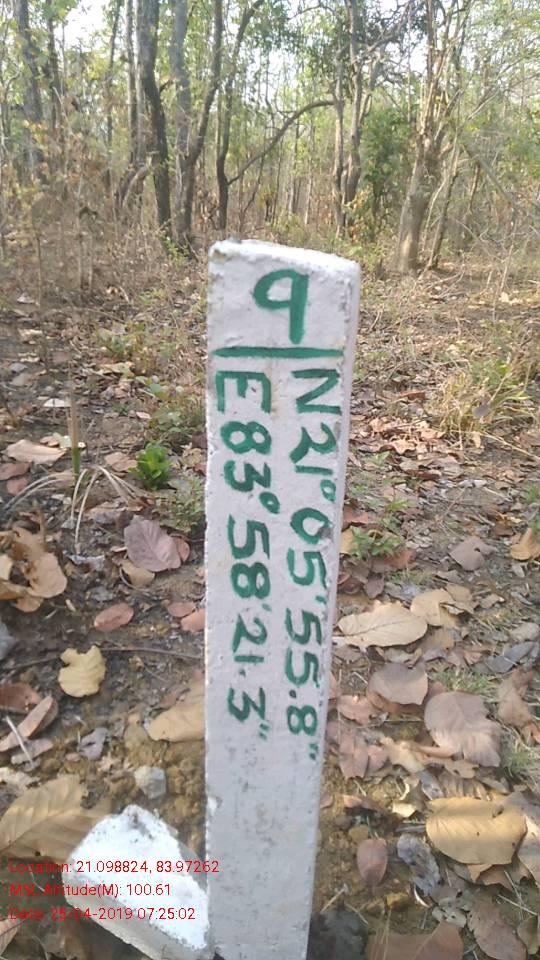 9
N21°05'55.8"
E83°58'21.3"
Location: 21.098824, 83.97262
MSL Altitude(M): 100.61
Date: 25-04-2019 07:25:02